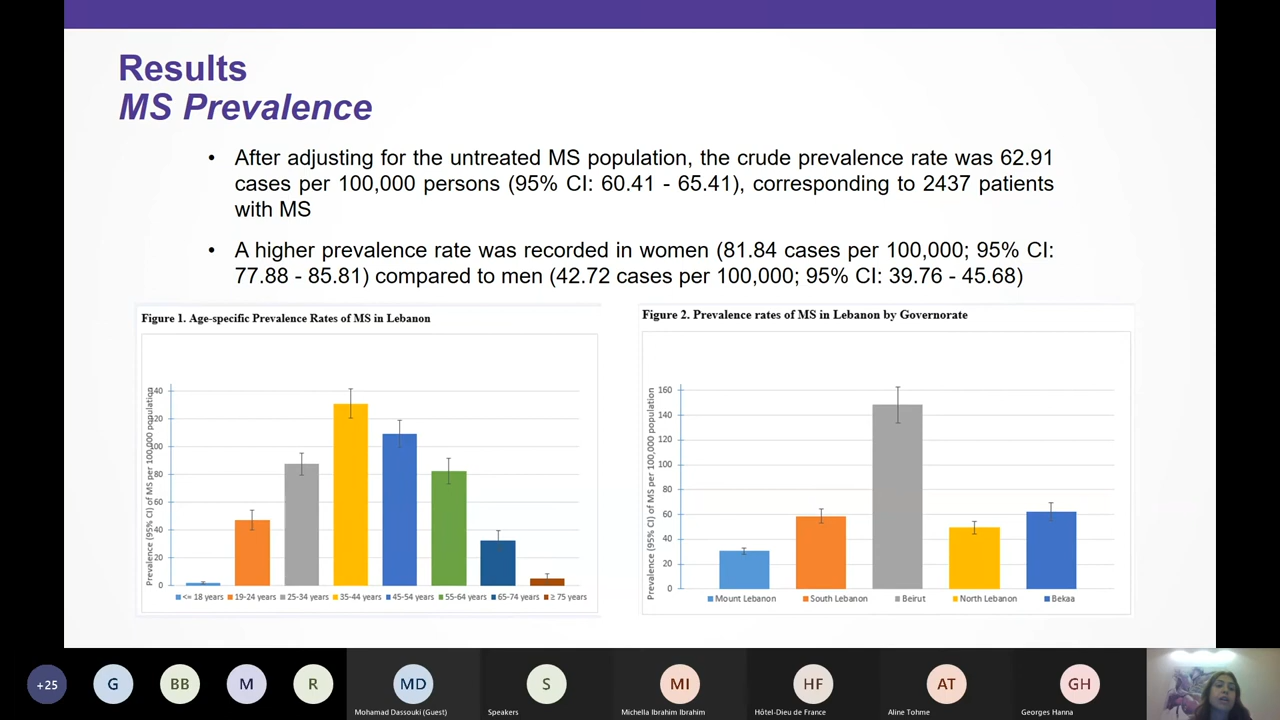 Results
MS Prevalence
• After adjusting for the untreated MS population, the crude prevalence rate was 62.91
cases per 100,000 persons (95% CI: 60.41 - 65.41), corresponding to 2437 patients
with MS
• A higher prevalence rate was recorded in women (81.84 cases per 100,000; 95% CI:
77.88 - 85.81) compared to men (42.72 cases per 100,000; 95% CI: 39.76 - 45.68)
Figure 1. Age-specific Prevalence Rates of MS in Lebanon
Prevalence (95% CI) of MS per 100,000 population
140
120
100
80
60
40
20
0
<= 18 years 19-24 years 25-34 years 35-44 years 45-54 years 55-64 years 65-74 years ≥ 75 years
Figure 2. Prevalence rates of MS in Lebanon by Governorate
Prevalence (95% CI) of MS per 100,000 population
160
140
120
100
80
60
40
20
0
Mount Lebanon South Lebanon Beirut North Lebanon Bekaa
+25 G BB M R MD S MI HF AT GH
Mohamad Dassouki (Guest) Speakers Michella Ibrahim Ibrahim Hôtel-Dieu de France Aline Tohme Georges Hanna